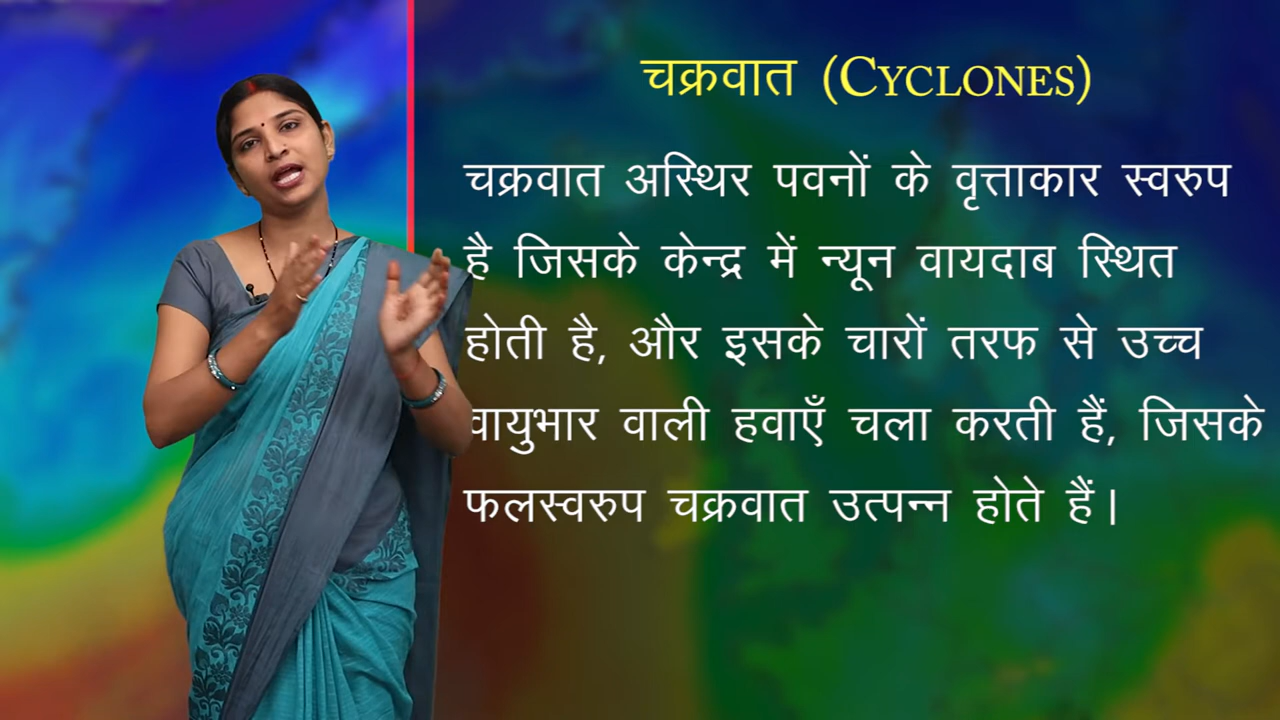 चक्रवात (CYCLONES)
चक्रवात अस्थिर पवनों के वृत्ताकार स्वरुप
है जिसके केन्द्र में न्यून वायदाब स्थित
होती है, और इसके चारों तरफ से उच्च
वायुभार वाली हवाएँ चला करती हैं, जिसके
फलस्वरुप चक्रवात उत्पन्न होते हैं।